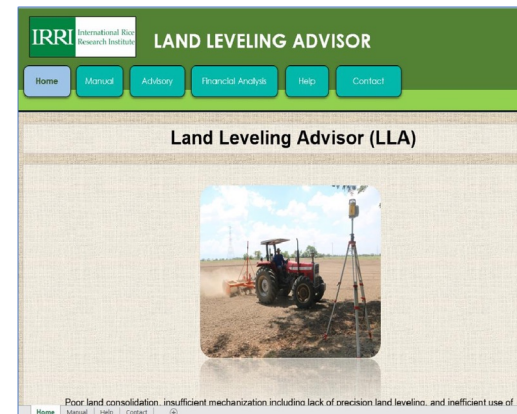 IRRI International Rice
Research Institute
LAND LEVELING ADVISOR
Home Manual Advisory Financial Analysis Help Contact
Land Leveling Advisor (LLA)
Poor land consolidation, insufficient mechanization including lack of precision land leveling, and inefficient use of
Home Manual Help Contact